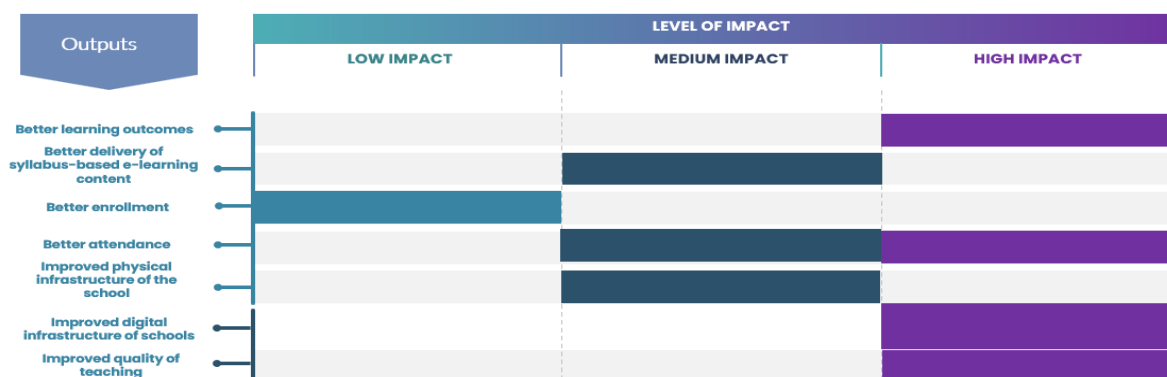 Outputs
LEVEL OF IMPACT
LOW IMPACT
MEDIUM IMPACT
HIGH IMPACT
Better learning outcomes
Better delivery of
syllabus-based e-learning
content
Better enrollment
Better attendance
Improved physical
infrastructure of the
school
Improved digital
infrastructure of schools
Improved quality of
teaching